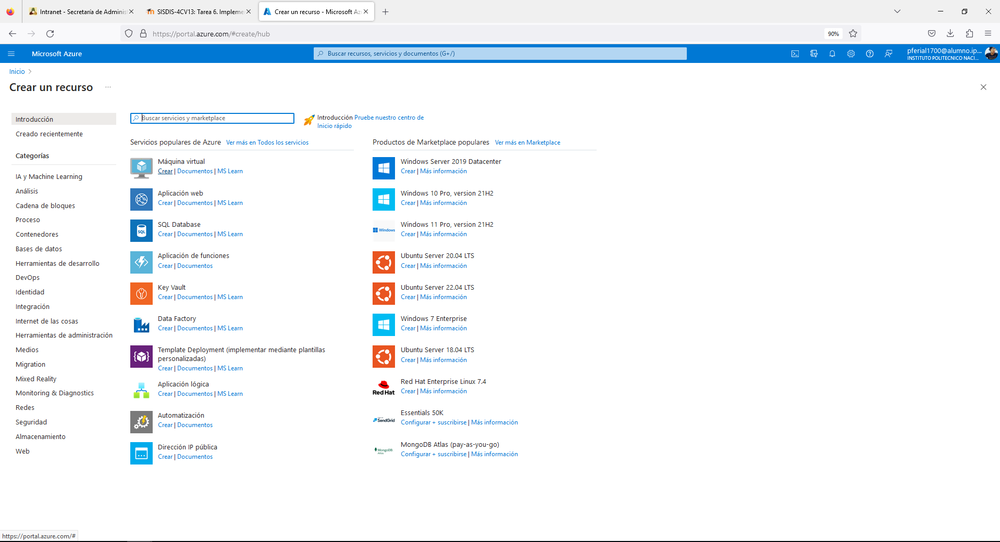 Intranet - Secretaría de Adminis
SISDIS-4CV13: Tarea 6. Impleme
Crear un recurso - Microsoft Az
https://portal.azure.com/#create/hub
90%
Microsoft Azure
Buscar recursos, servicios y documentos (G+/)
pferial1700@alumno.ip...
INSTITUTO POLITECNICO NACI...
Inicio
Crear un recurso
...
Introducción
Creado recientemente
Categorías
IA y Machine Learning
Análisis
Cadena de bloques
Proceso
Contenedores
Bases de datos
Herramientas de desarrollo
DevOps
Identidad
Integración
Internet de las cosas
Herramientas de administración
Medios
Migration
Mixed Reality
Monitoring & Diagnostics
Redes
Seguridad
Almacenamiento
Web
Buscar servicios y marketplace
Introducción Pruebe nuestro centro de
Inicio rápido
Servicios populares de Azure Ver más en Todos los servicios
Máquina virtual
Crear | Documentos | MS Learn
Aplicación web
Crear | Documentos | MS Learn
SQL
SQL Database
Crear | Documentos | MS Learn
Aplicación de funciones
Crear | Documentos
Key Vault
Crear | Documentos | MS Learn
Data Factory
Crear | Documentos | MS Learn
Template Deployment (implementar mediante plantillas
personalizadas)
Crear | Documentos | MS Learn
Aplicación lógica
Crear | Documentos | MS Learn
Automatización
Crear | Documentos
Dirección IP pública
Crear | Documentos
Productos de Marketplace populares Ver más en Marketplace
Windows Server 2019 Datacenter
Crear | Más información
Windows 10 Pro, version 21H2
Crear | Más información
Windows
Windows 11 Pro, version 21H2
Crear | Más información
Ubuntu Server 20.04 LTS
Crear | Más información
Ubuntu Server 22.04 LTS
Crear | Más información
Windows 7 Enterprise
Crear | Más información
Ubuntu Server 18.04 LTS
Crear | Más información
Red Hat
Red Hat Enterprise Linux 7.4
Crear | Más información
SendGrid
Essentials 50K
Configurar + suscribirse | Más información
MongoDB
Atlas
MongoDB Atlas (pay-as-you-go)
Configurar + suscribirse | Más información
https://portal.azure.com/#